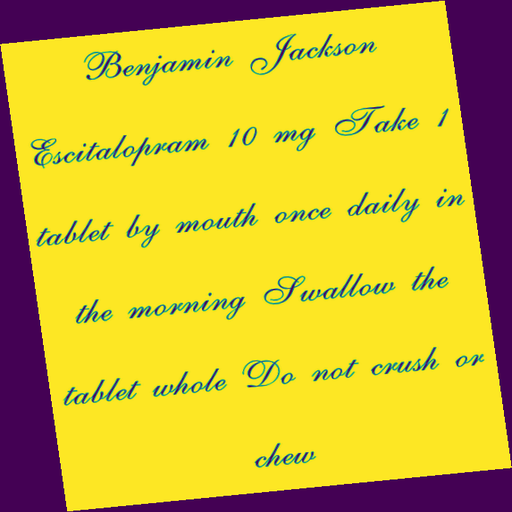 Benjamin Jackson
Escitalopram 10 mg Take 1
tablet by mouth once daily in
the morning Swallow the
tablet whole Do not crush or
chew